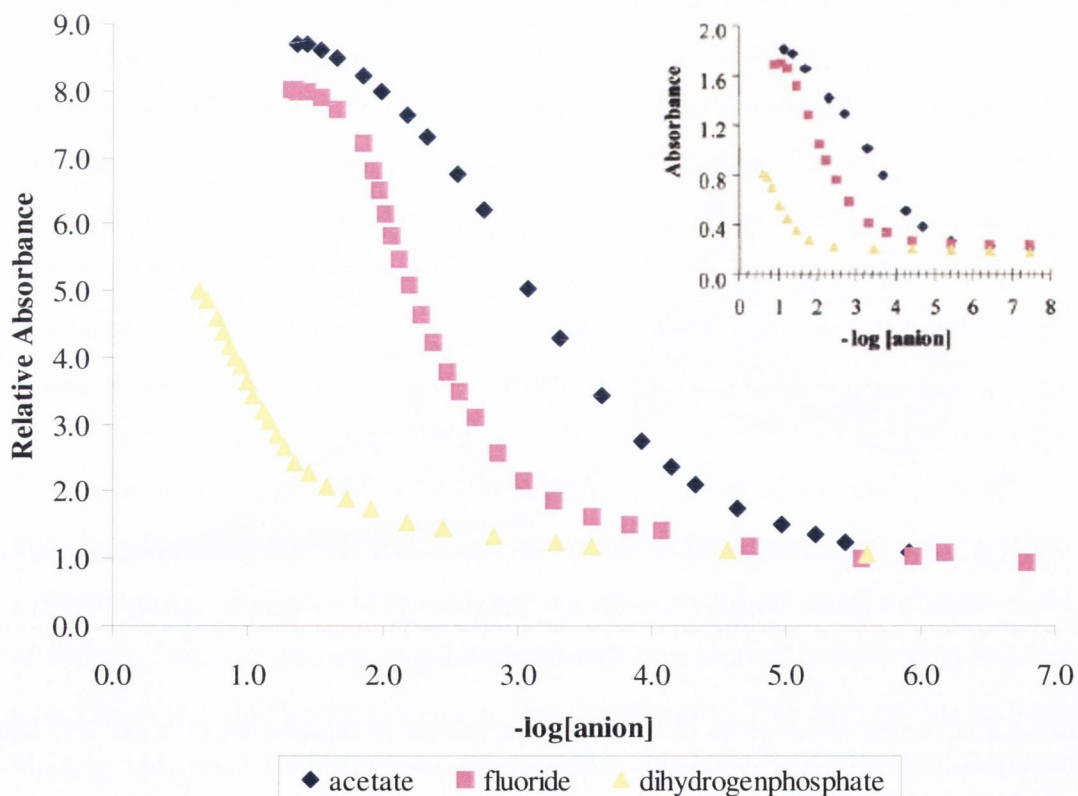 9.0
8.0
7.0
6.0
5.0
4.0
3.0
2.0
1.0
0.0
Relative Absorbance
0.0 1.0 2.0 3.0 4.0 5.0 6.0 7.0
-log[anion]
acetate fluoride dihydrogenphosphate
2.0
1.6
1.2
0.8
0.4
0.0
Absorbance
0 1 2 3 4 5 6 7 8
-log [anion]